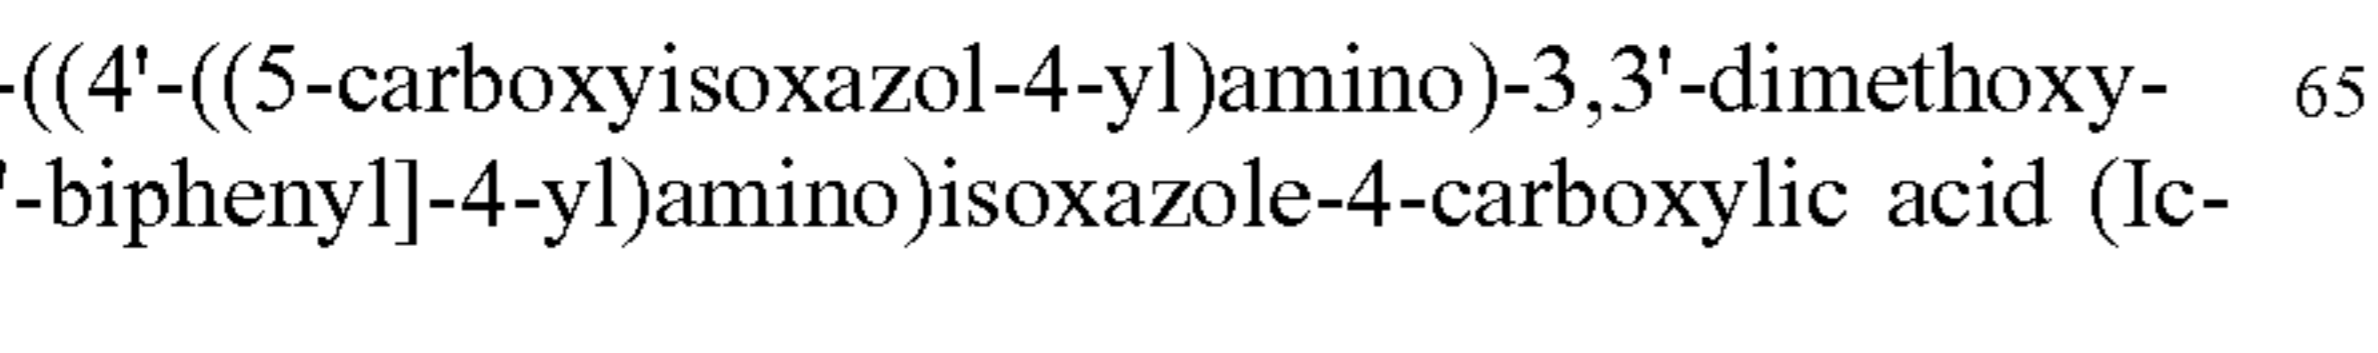 -((4'-((5-carboxyisoxazol-4-yl)amino)-3,3'-dimethoxy- 65
'-biphenyl]-4-yl)amino)isoxazole-4-carboxylic acid (Ic-